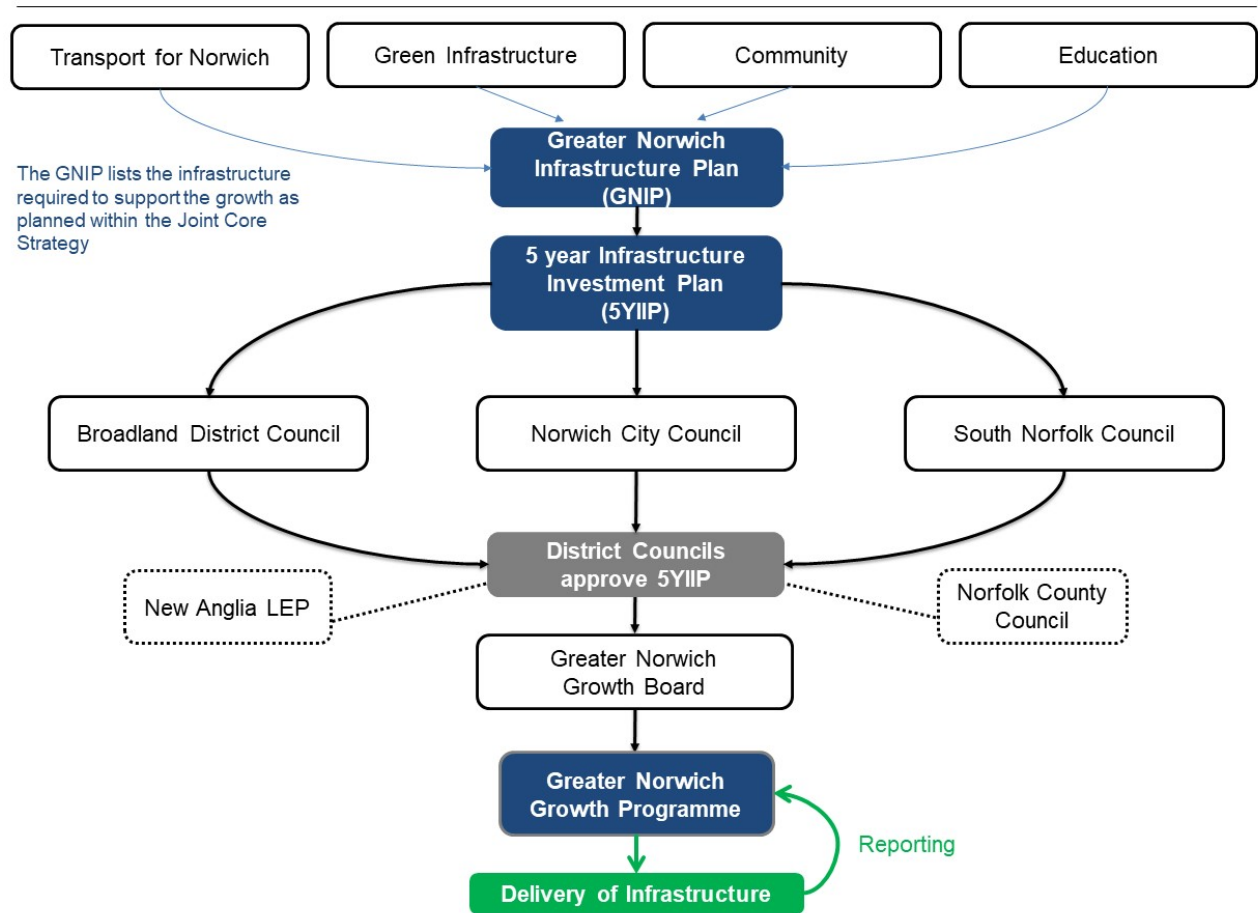 Transport for Norwich
Green Infrastructure
Community
Education
Greater Norwich
Infrastructure Plan
(GNIP)
The GNIP lists the infrastructure
required to support the growth as
planned within the Joint Core
Strategy
5 year Infrastructure
Investment Plan
(5YIIP)
Broadland District Council
Norwich City Council
South Norfolk Council
District Councils
approve 5YIIP
New Anglia LEP
Norfolk County
Council
Greater Norwich
Growth Board
Greater Norwich
Growth Programme
Reporting
Delivery of Infrastructure